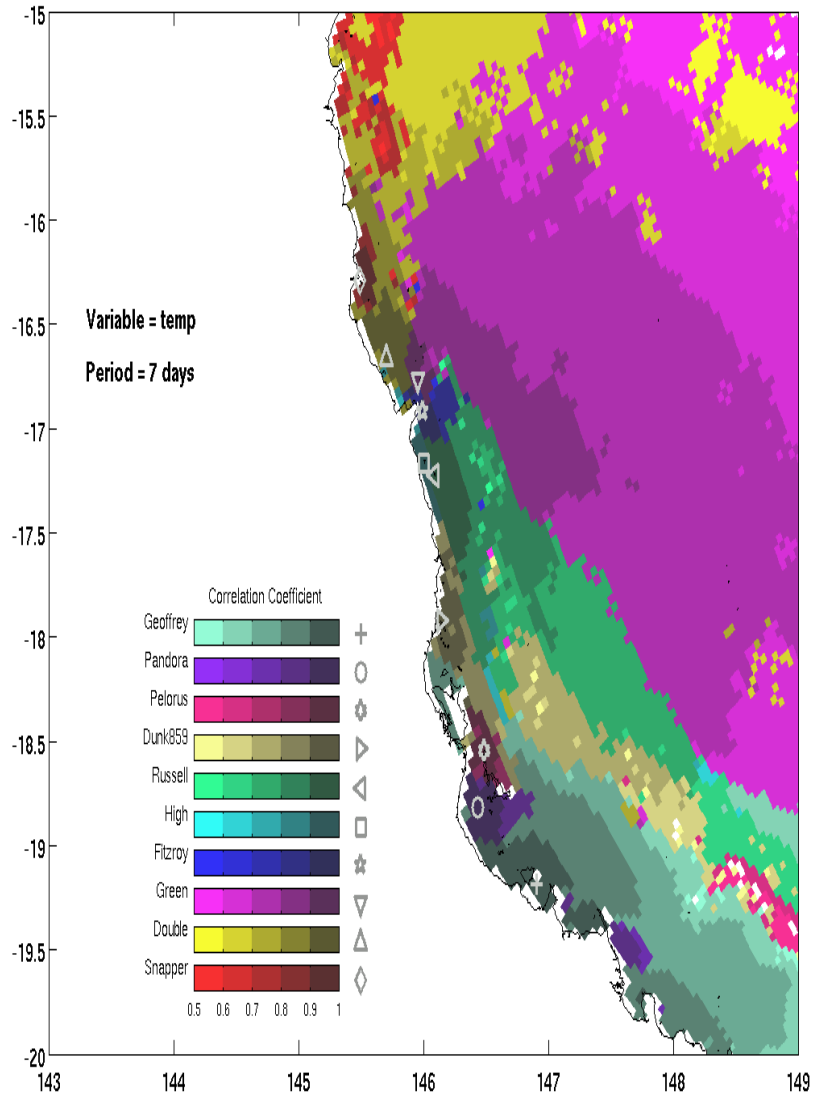 -15
-15.5
-16
-16.5
-17
-17.5
-18
-18.5
-19
-19.5
-20
Variable = temp
Period = 7 days
Correlation Coefficient
Geoffrey
Pandora
Pelorus
Dunk859
Russell
High
Fitzroy
Green
Double
Snapper
0.5 0.6 0.7 0.8 0.9 1
143 144 145 146 147 148 149